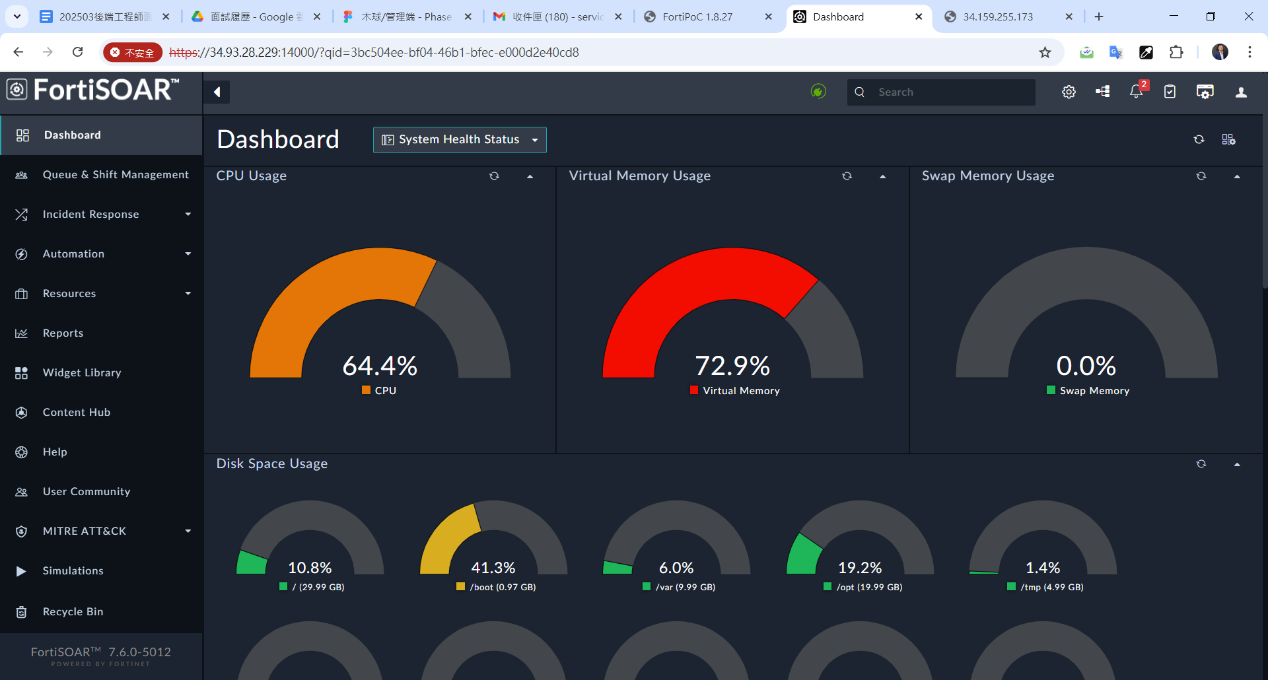 202503後端工程師面
面試履歷 - Google 雲
木球/管理端 - Phase
收件匣 (180) - servic
FortiPoC 1.8.27
Dashboard
34.159.255.173
不安全
https://34.93.28.229:14000/?qid=3bc504ee-bf04-46b1-bfec-e000d2e40cd8
FortiSOAR™
Search
2
Dashboard
Queue & Shift Management
Incident Response
Automation
Resources
Reports
Widget Library
Content Hub
Help
User Community
MITRE ATT&CK
Simulations
Recycle Bin
FortiSOAR™ 7.6.0-5012
POWERED BY FORTINET
Dashboard
System Health Status
CPU Usage
64.4%
CPU
Virtual Memory Usage
72.9%
Virtual Memory
Swap Memory Usage
0.0%
Swap Memory
Disk Space Usage
10.8%
/ (29.99 GB)
41.3%
/boot (0.97 GB)
6.0%
/var (9.99 GB)
19.2%
/opt (19.99 GB)
1.4%
/tmp (4.99 GB)